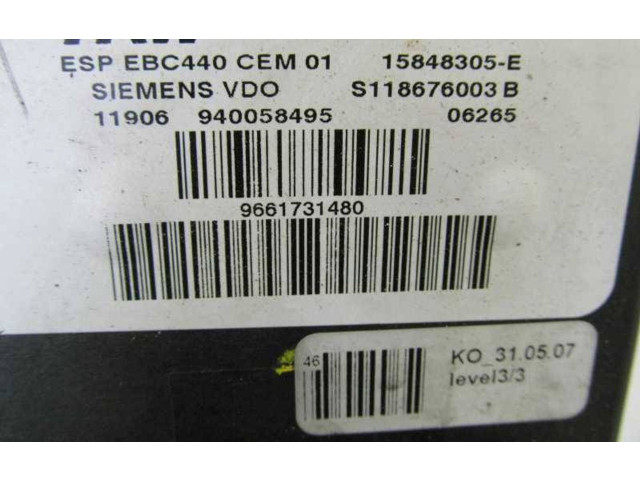 ESP EBC440 CEM 01 15848305-E
SIEMENS VDO S118676003 B
11906 940058495 06265
9661731480
46 KO_31.05.07
level3/3